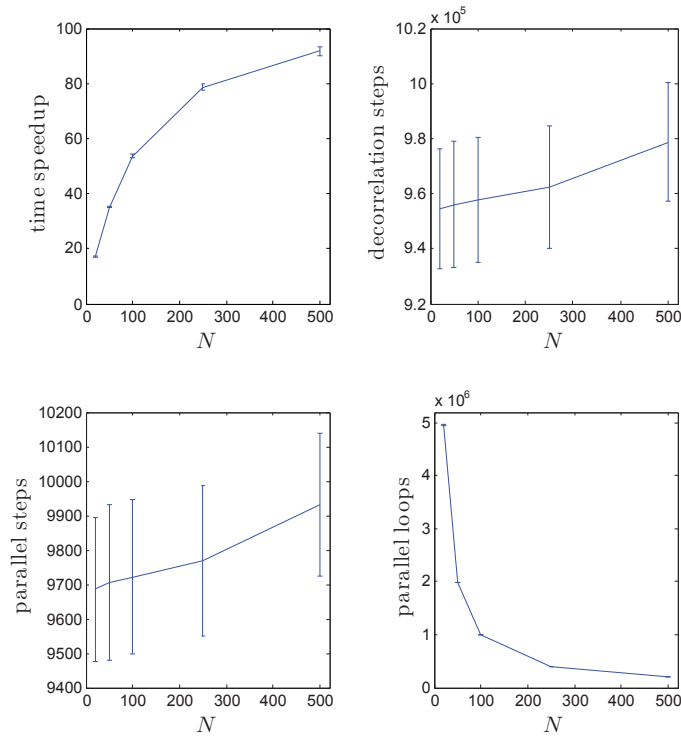 100
80
60
40
20
0
0 100 200 300 400 500
time speedup
N
x 10^5
10.2
10
9.8
9.6
9.4
9.2
0 100 200 300 400 500
decorrelation steps
N
10200
10100
10000
9900
9800
9700
9600
9500
9400
0 100 200 300 400 500
parallel steps
N
x 10^6
5
4
3
2
1
0
0 100 200 300 400 500
parallel loops
N